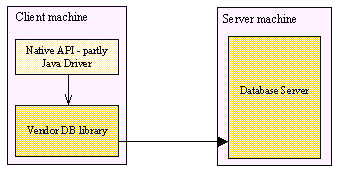 Client machine
Native API - partly
Java Driver
Vendor DB library
Server machine
Database Server